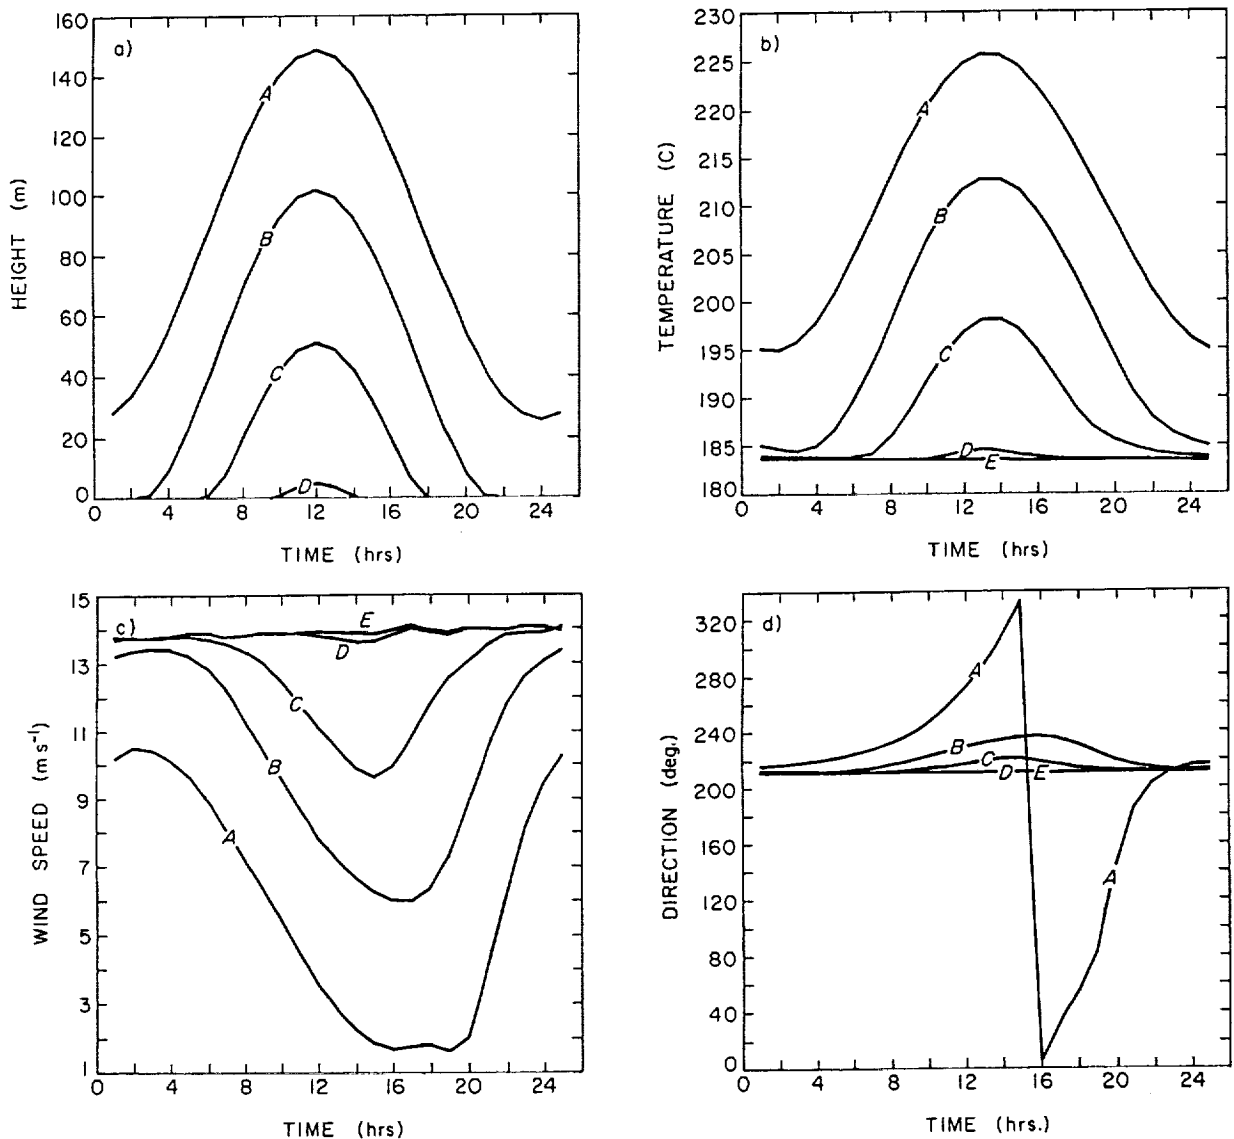 a)
HEIGHT (m)
160
140
120
100
80
60
40
20
0
A
B
C
D
0 4 8 12 16 20 24
TIME (hrs)
b)
TEMPERATURE (C)
230
225
220
215
210
205
200
195
190
185
180
A
B
C
D
E
0 4 8 12 16 20 24
TIME (hrs)
c)
WIND SPEED (m s⁻¹)
15
13
11
9
7
5
3
1
E
D
C
B
A
0 4 8 12 16 20 24
TIME (hrs)
d)
DIRECTION (deg.)
320
280
240
200
160
120
80
40
0
A
B
C
D E
A
0 4 8 12 16 20 24
TIME (hrs.)